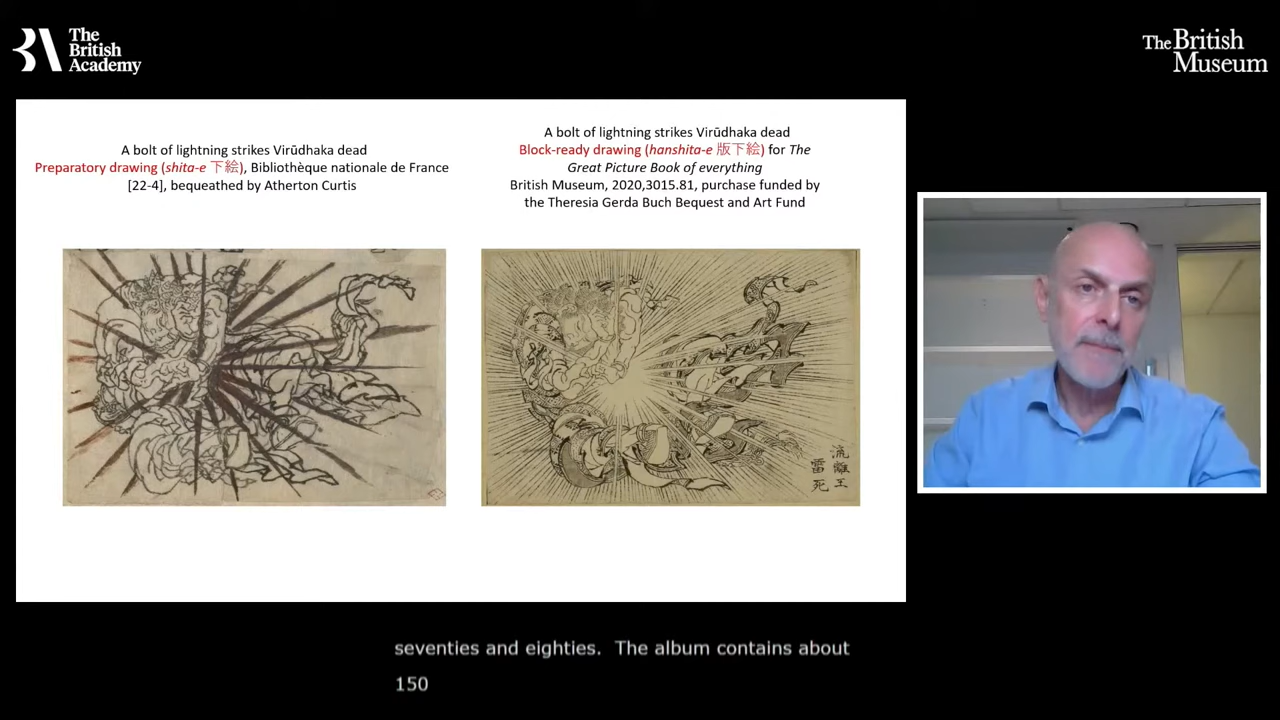 The
British
Academy
The British
Museum
A bolt of lightning strikes Virūdhaka dead
Preparatory drawing (shita-e 下絵), Bibliothèque nationale de France
[22-4], bequeathed by Atherton Curtis
A bolt of lightning strikes Virūdhaka dead
Block-ready drawing (hanshita-e 版下絵) for The
Great Picture Book of everything
British Museum, 2020,3015.81, purchase funded by
the Theresia Gerda Buch Bequest and Art Fund
流離王
雷死
seventies and eighties.  The album contains about
150